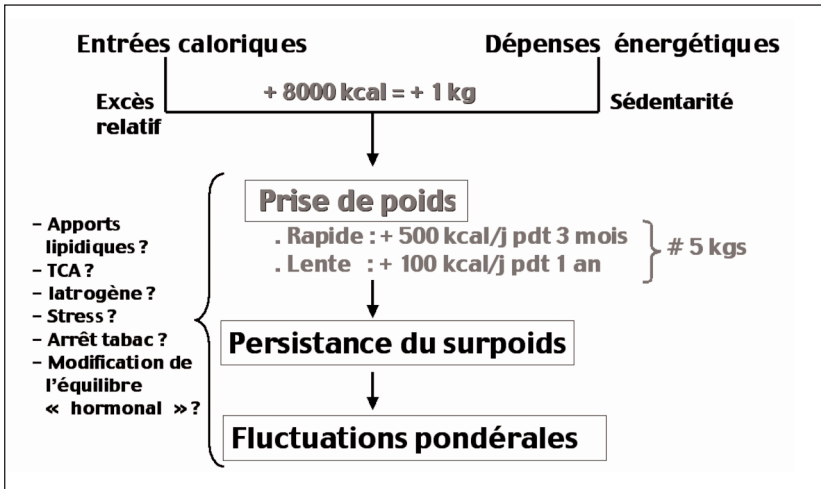 Entrées caloriques
Dépenses énergétiques
+ 8000 kcal = + 1 kg
Excès
relatif
Sédentarité
Prise de poids
. Rapide : + 500 kcal/j pdt 3 mois
. Lente : + 100 kcal/j pdt 1 an
# 5 kgs
– Apports
lipidiques ?
– TCA ?
– Iatrogène ?
– Stress ?
– Arrêt tabac ?
– Modification de
l'équilibre
« hormonal » ?
Persistance du surpoids
Fluctuations pondérales